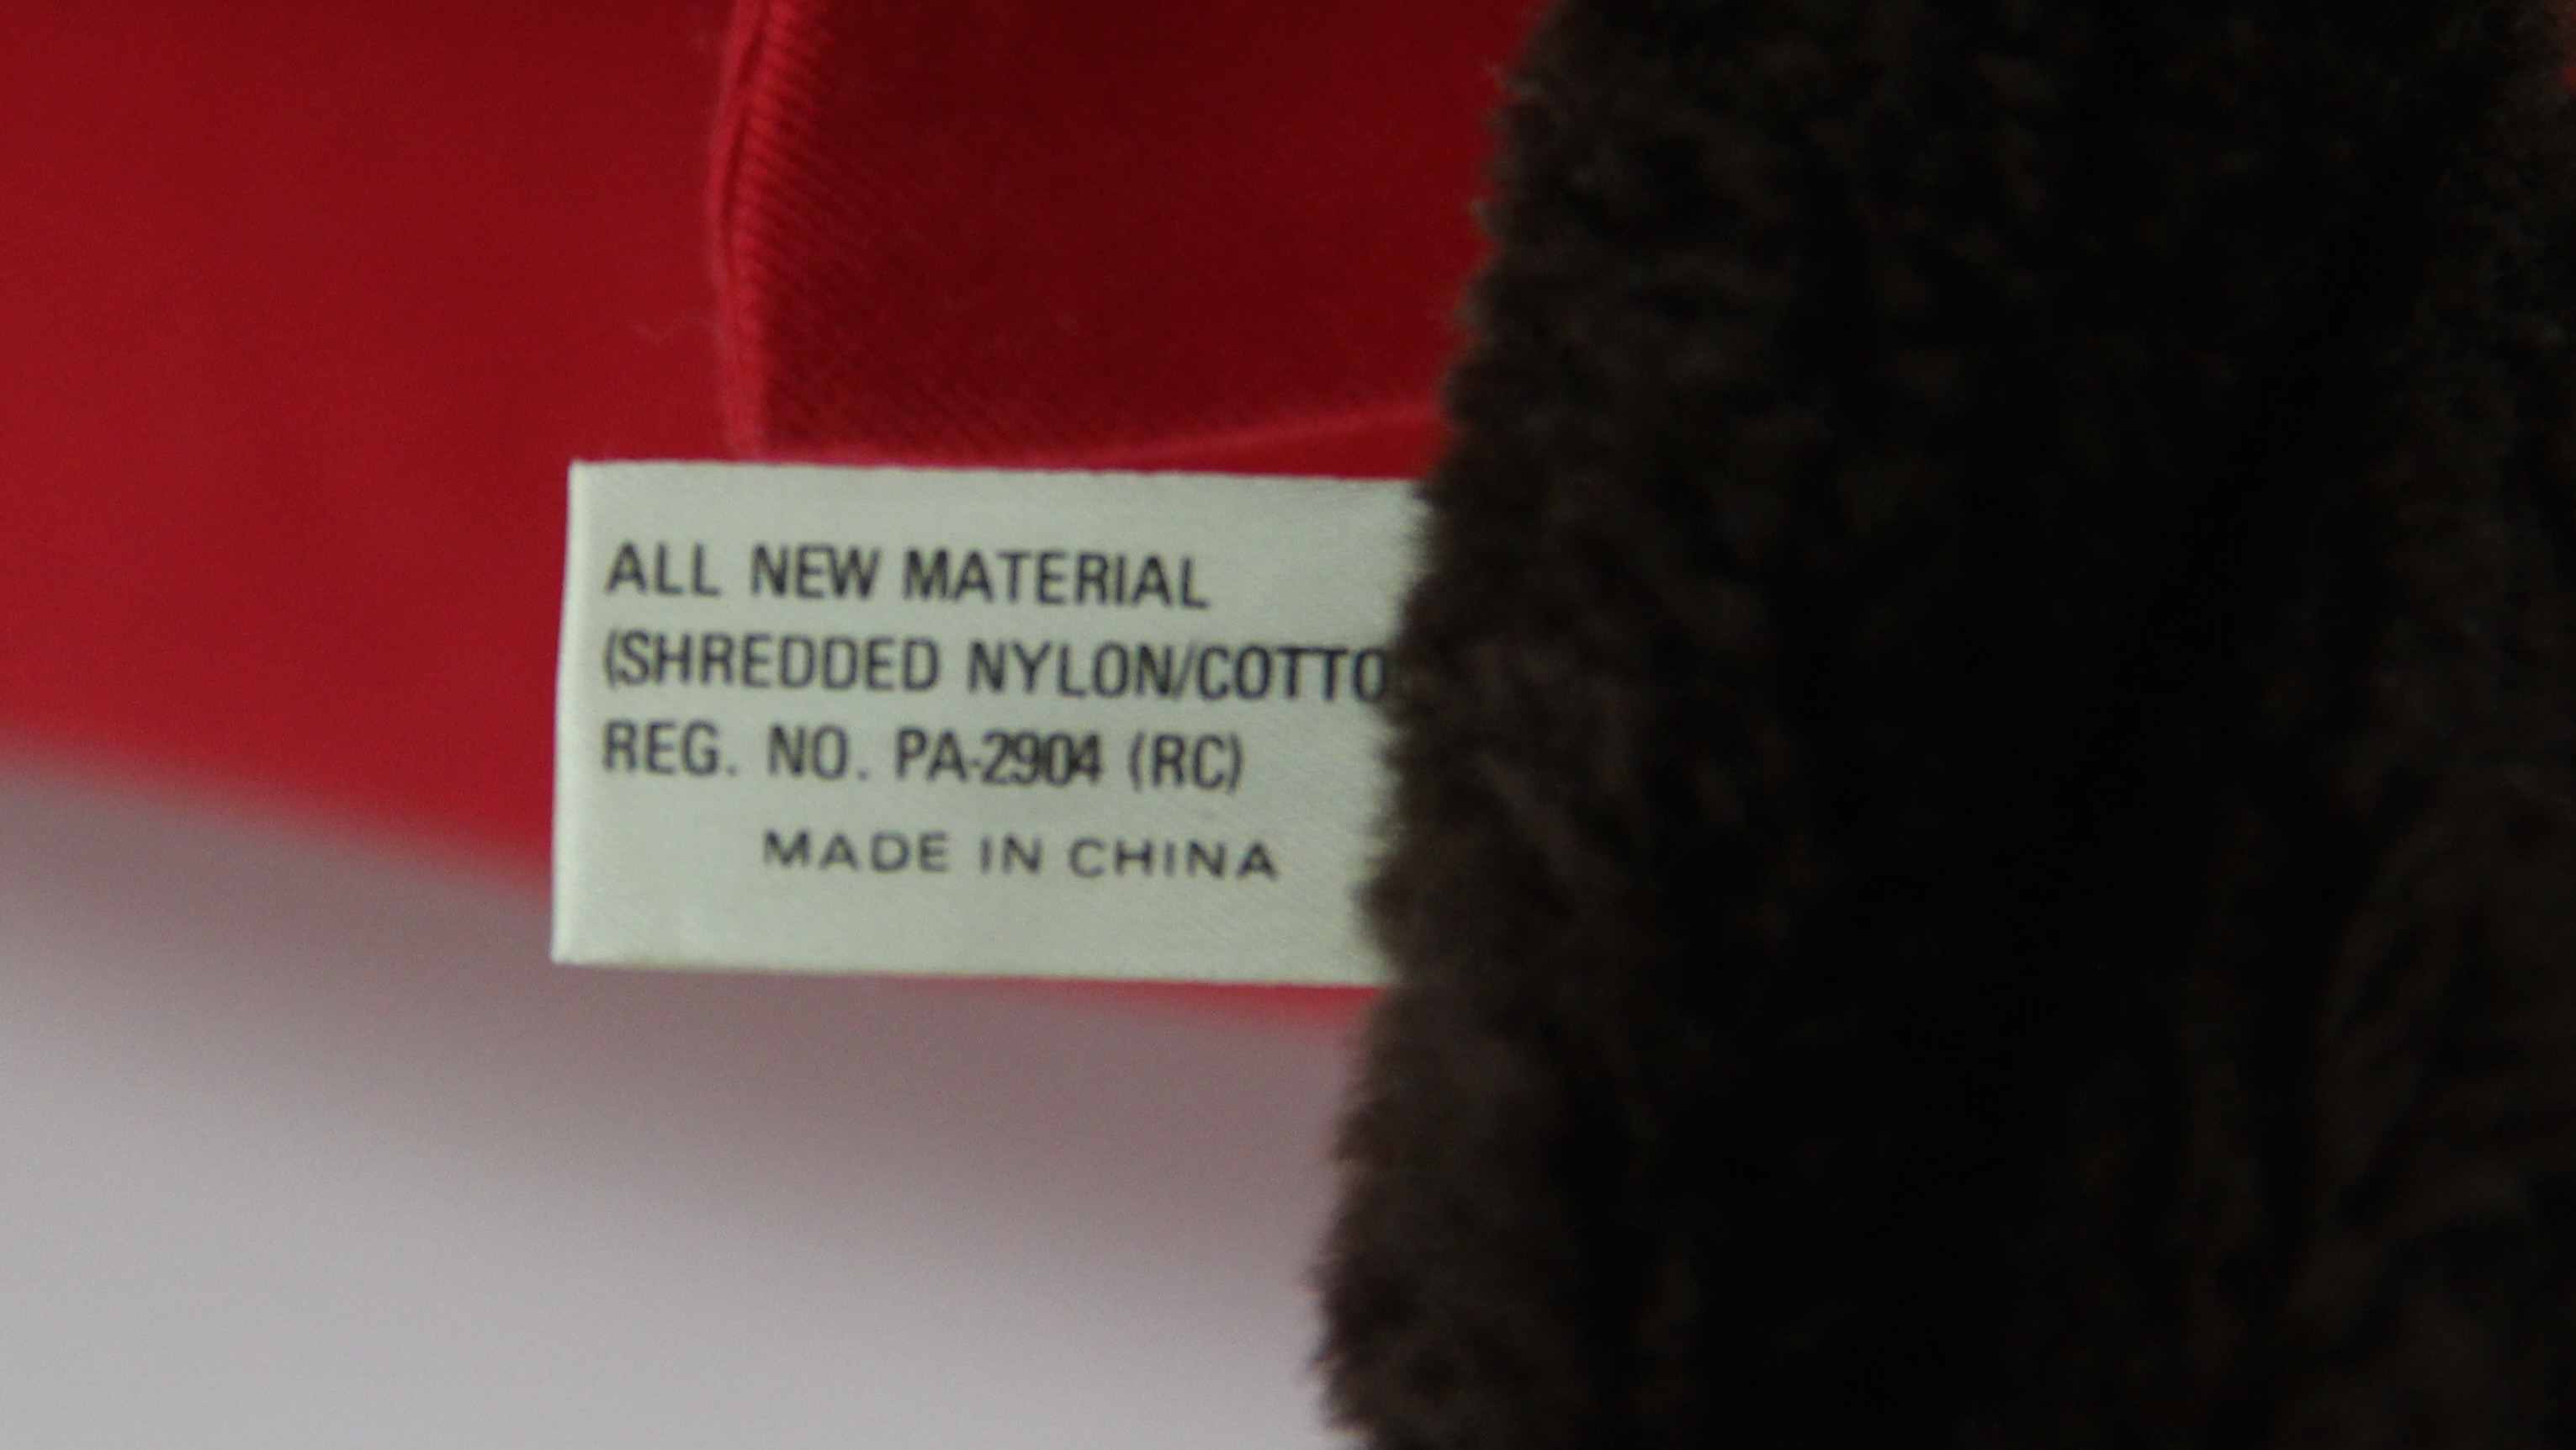 ALL NEW MATERIAL
(SHREDDED NYLON/COTTO
REG. NO. PA-2904 (RC)
MADE IN CHINA